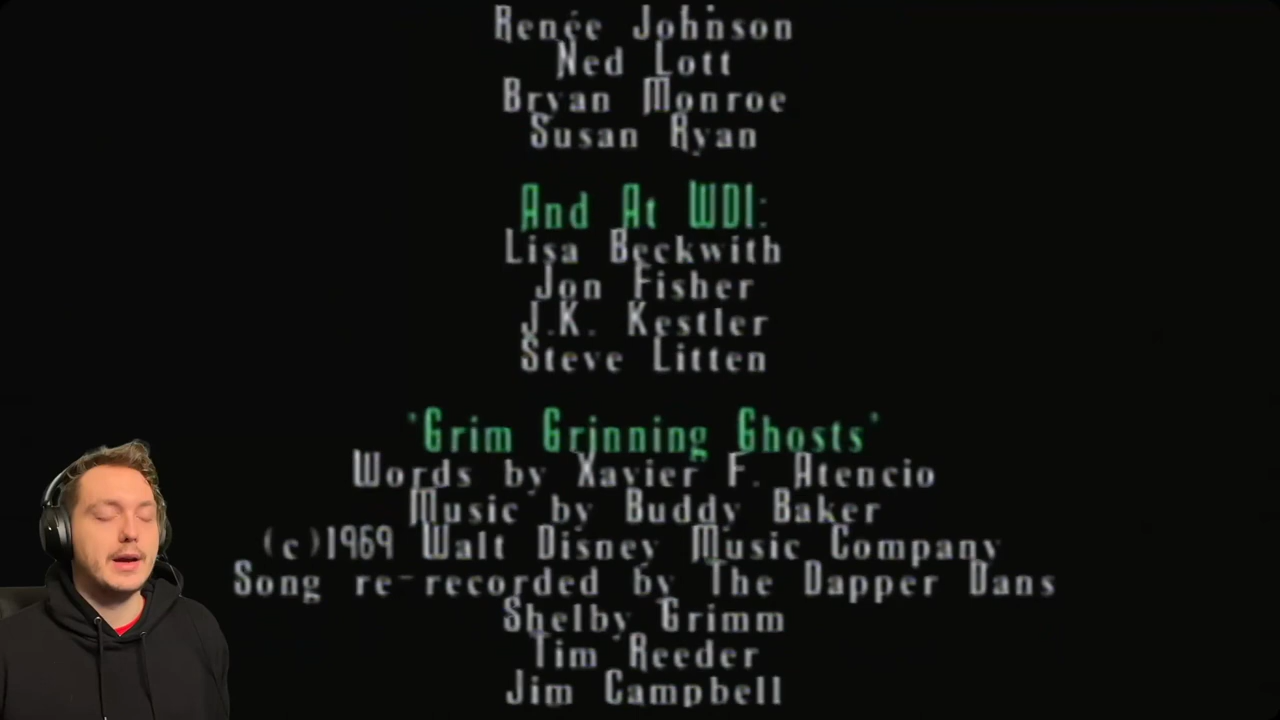 Renée Johnson
Ned Lott
Bryan Monroe
Susan Ryan
And At WDI:
Lisa Beckwith
Jon Fisher
J.K. Kestler
Steve Litten
'Grim Grinning Ghosts'
Words by Xavier F. Atencio
Music by Buddy Baker
(c)1969 Walt Disney Music Company
Song re-recorded by The Dapper Dans
Shelby Grimm
Tim Reeder
Jim Campbell